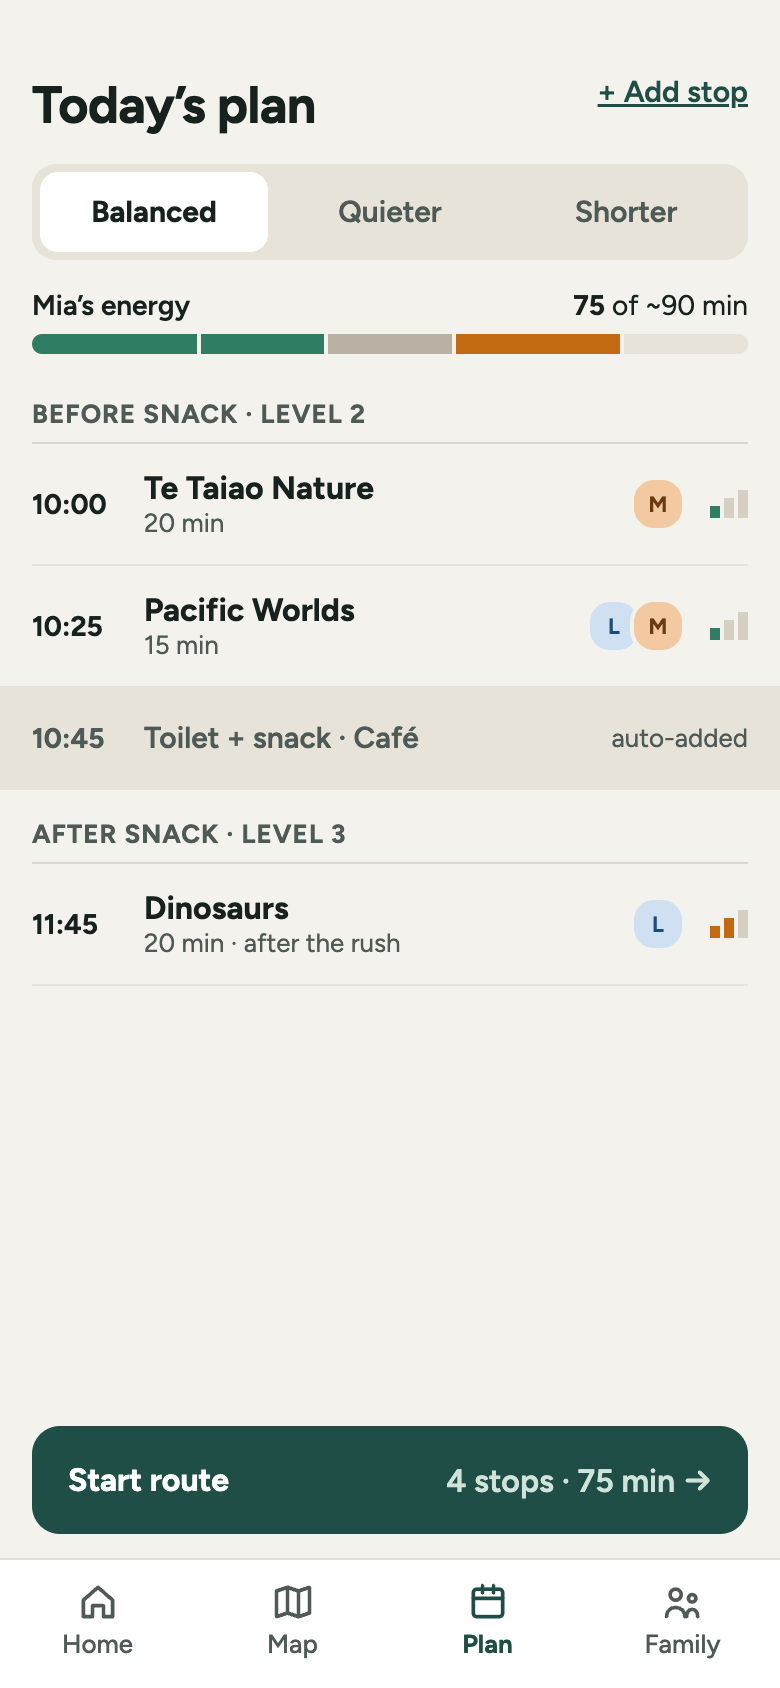 Today’s plan
+ Add stop
Balanced
Quieter
Shorter
Mia’s energy
75 of ~90 min
BEFORE SNACK · LEVEL 2
10:00
Te Taiao Nature
20 min
M
10:25
Pacific Worlds
15 min
L
M
10:45
Toilet + snack · Café
auto-added
AFTER SNACK · LEVEL 3
11:45
Dinosaurs
20 min · after the rush
L
Start route
4 stops · 75 min →
Home
Map
Plan
Family